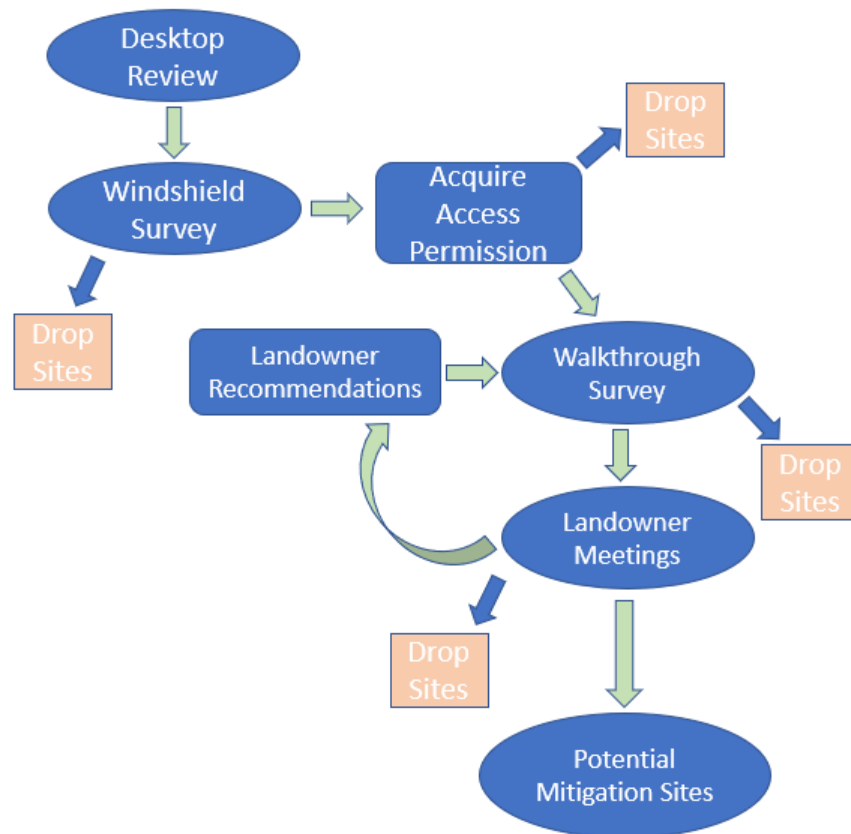 Desktop
Review
Drop
Sites
Windshield
Survey
Acquire
Access
Permission
Drop
Sites
Landowner
Recommendations
Walkthrough
Survey
Drop
Sites
Landowner
Meetings
Drop
Sites
Potential
Mitigation Sites